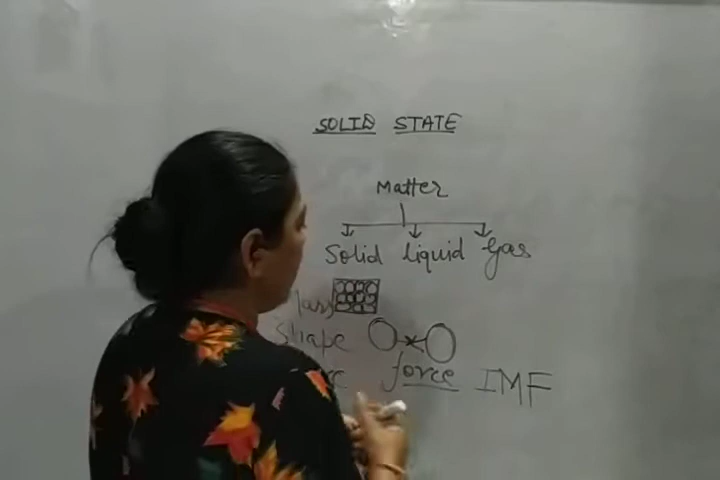 SOLID STATE
Matter
Solid liquid Gas
Mass
Shape
force IMF